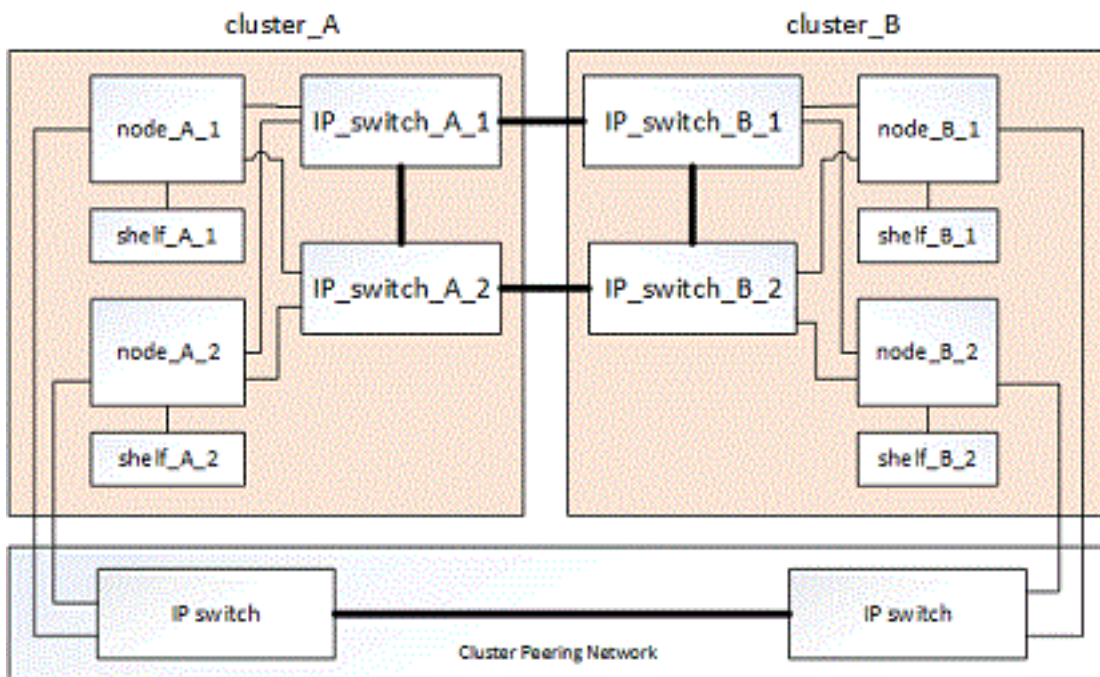 cluster_A
cluster_B
node_A_1
IP_switch_A_1
IP_switch_B_1
node_B_1
shelf_A_1
shelf_B_1
IP_switch_A_2
IP_switch_B_2
node_A_2
node_B_2
shelf_A_2
shelf_B_2
IP switch
IP switch
Cluster Peering Network